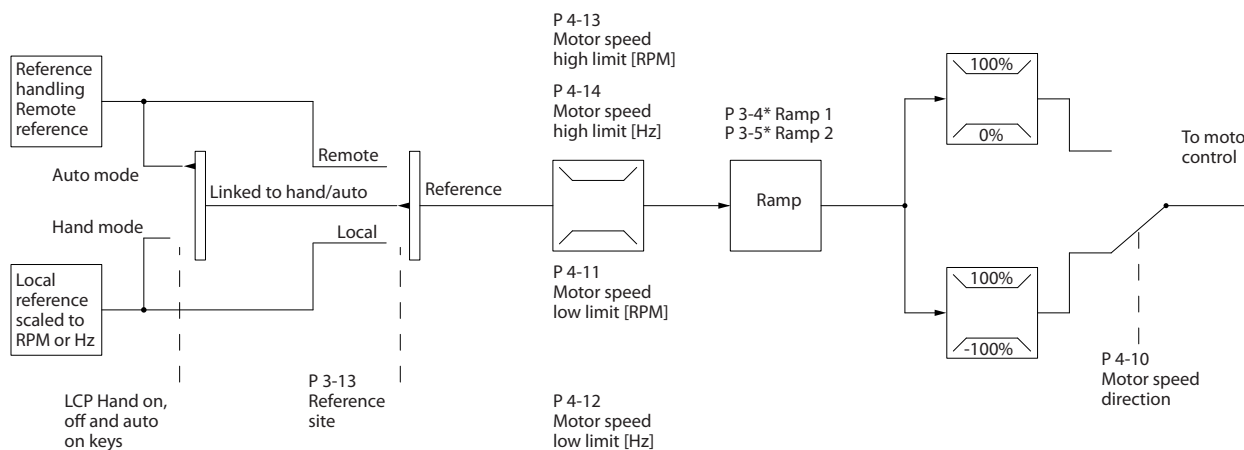 Reference
handling
Remote
reference
Auto mode
Hand mode
Local
reference
scaled to
RPM or Hz
LCP Hand on,
off and auto
on keys
Linked to hand/auto
Remote
Local
P 3-13
Reference
site
Reference
P 4-13
Motor speed
high limit [RPM]
P 4-14
Motor speed
high limit [Hz]
P 4-11
Motor speed
low limit [RPM]
P 4-12
Motor speed
low limit [Hz]
P 3-4* Ramp 1
P 3-5* Ramp 2
Ramp
100%
0%
100%
-100%
To motor
control
P 4-10
Motor speed
direction